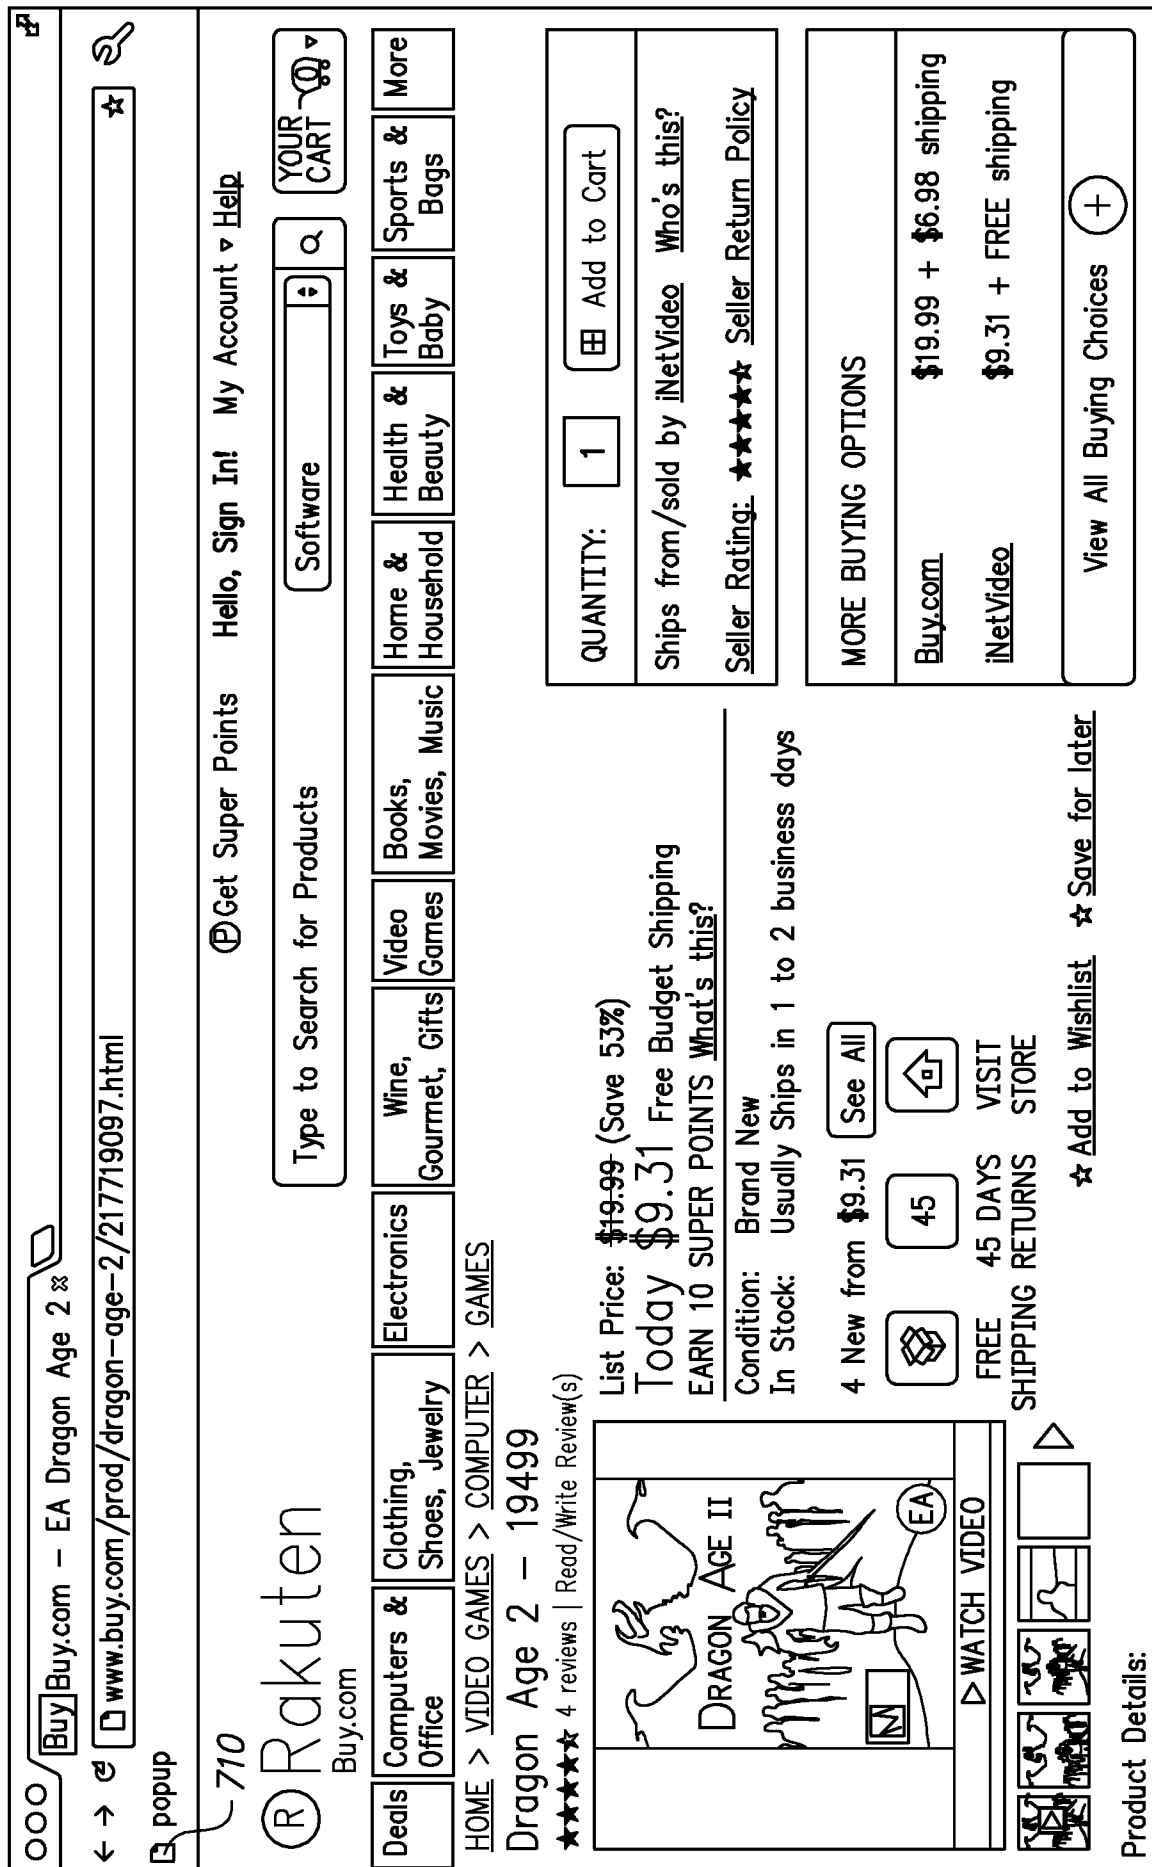 Buy Buy.com - EA Dragon Age 2
www.buy.com/prod/dragon-age-2/217719097.html
popup
710
Ⓟ Get Super Points Hello, Sign In! My Account Help
Ⓡ Rakuten
Buy.com
Type to Search for Products Software
YOUR
CART
Deals
Computers &
Office
Clothing,
Shoes, Jewelry
Electronics
Wine,
Gourmet, Gifts
Video
Games
Books,
Movies, Music
Home &
Household
Health &
Beauty
Toys &
Baby
Sports &
Bags
More
HOME > VIDEO GAMES > COMPUTER > GAMES
Dragon Age 2 - 19499
★★★★☆ 4 reviews | Read/Write Review(s)
DRAGON AGE II
M
EA
▷ WATCH VIDEO
Product Details:
List Price: $19.99 (Save 53%)
Today $9.31 Free Budget Shipping
EARN 10 SUPER POINTS What's this?
Condition: Brand New
In Stock: Usually Ships in 1 to 2 business days
4 New from $9.31 See All
45
FREE
SHIPPING
45 DAYS
RETURNS
VISIT
STORE
☆ Add to Wishlist ☆ Save for later
QUANTITY: 1 Add to Cart
Ships from/sold by iNetVideo Who's this?
Seller Rating: ★★★★☆ Seller Return Policy
MORE BUYING OPTIONS
Buy.com $19.99 + $6.98 shipping
iNetVideo $9.31 + FREE shipping
View All Buying Choices +